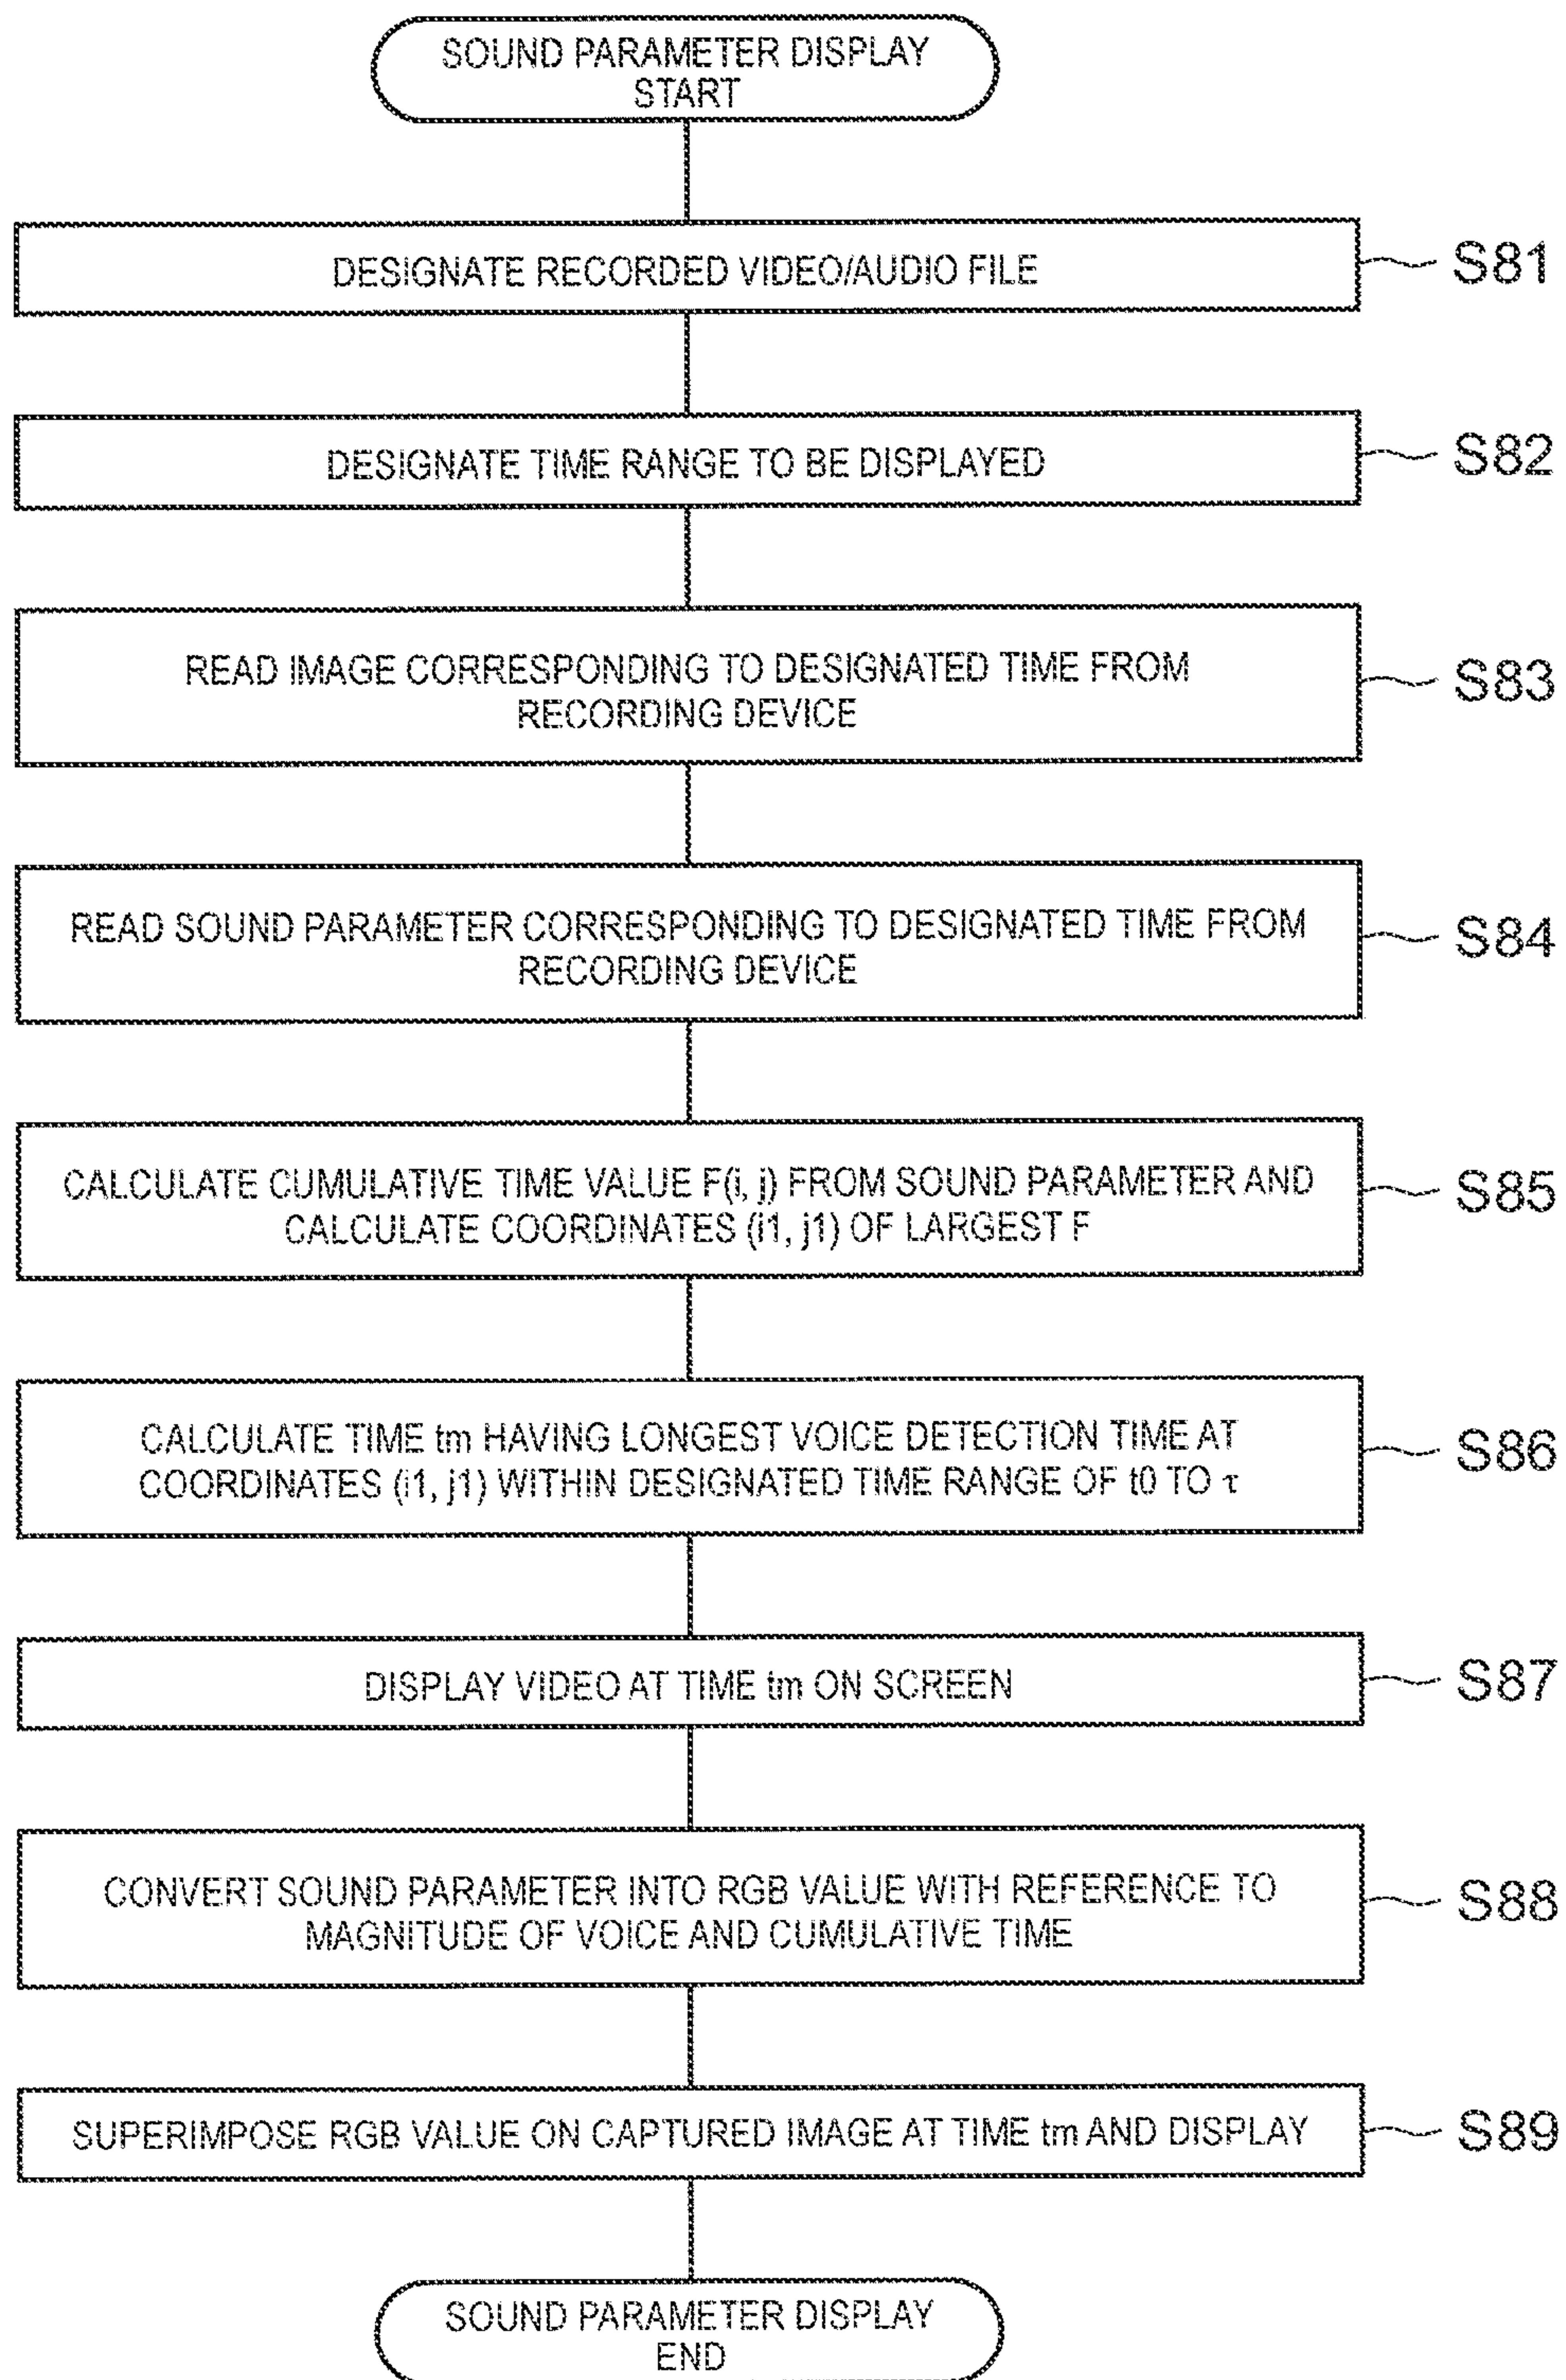 SOUND PARAMETER DISPLAY
START
DESIGNATE RECORDED VIDEO/AUDIO FILE
S81
DESIGNATE TIME RANGE TO BE DISPLAYED
S82
READ IMAGE CORRESPONDING TO DESIGNATED TIME FROM
RECORDING DEVICE
S83
READ SOUND PARAMETER CORRESPONDING TO DESIGNATED TIME FROM
RECORDING DEVICE
S84
CALCULATE CUMULATIVE TIME VALUE F(i, j) FROM SOUND PARAMETER AND
CALCULATE COORDINATES (i1, j1) OF LARGEST F
S85
CALCULATE TIME tm HAVING LONGEST VOICE DETECTION TIME AT
COORDINATES (i1, j1) WITHIN DESIGNATED TIME RANGE OF t0 TO τ
S86
DISPLAY VIDEO AT TIME tm ON SCREEN
S87
CONVERT SOUND PARAMETER INTO RGB VALUE WITH REFERENCE TO
MAGNITUDE OF VOICE AND CUMULATIVE TIME
S88
SUPERIMPOSE RGB VALUE ON CAPTURED IMAGE AT TIME tm AND DISPLAY
S89
SOUND PARAMETER DISPLAY
END